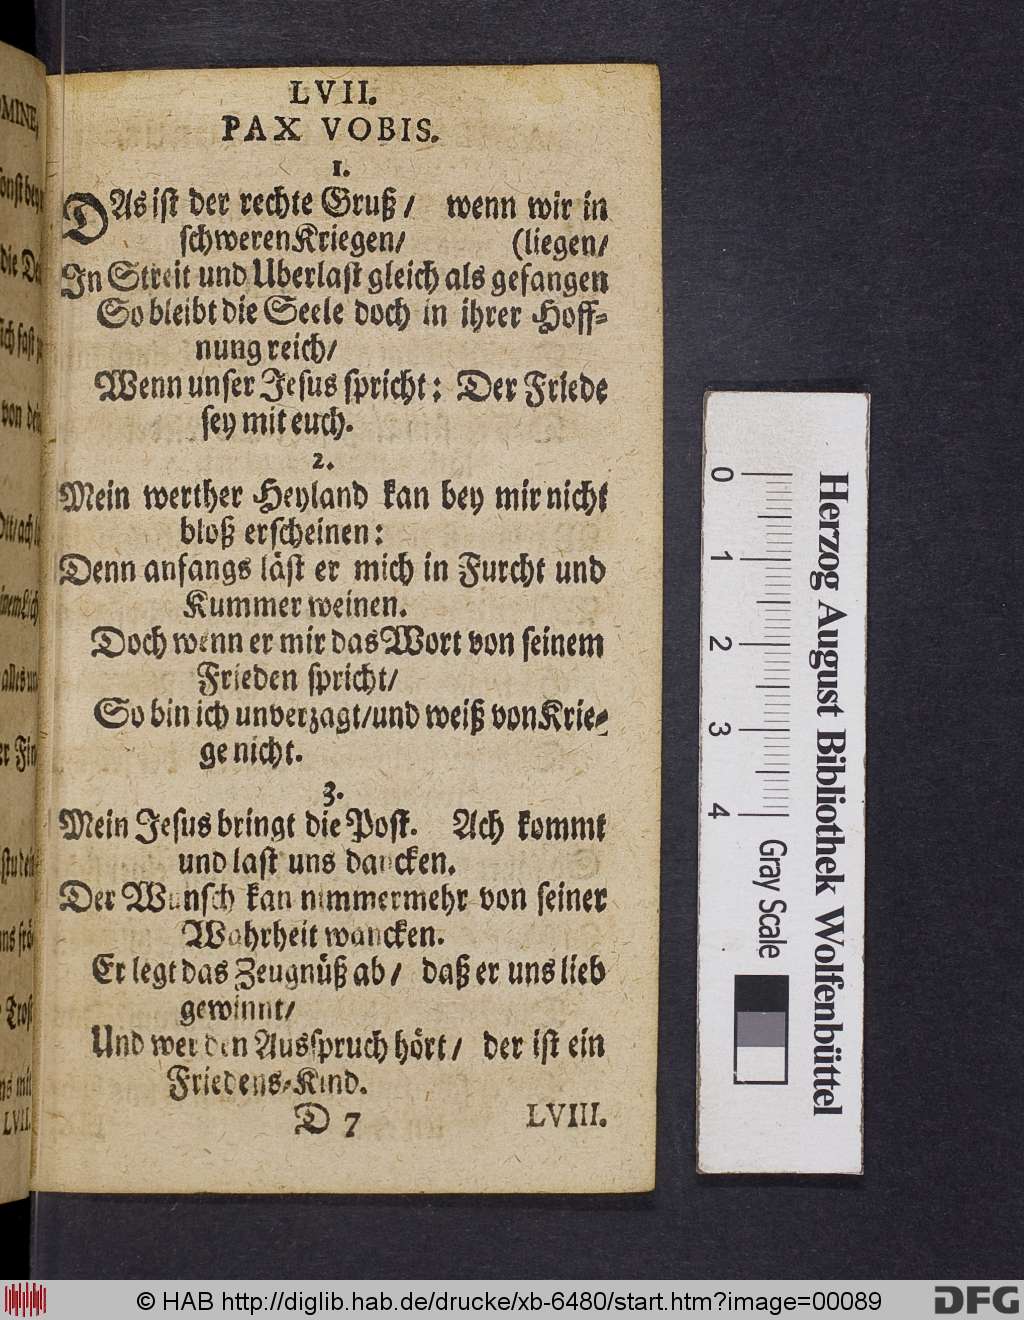 LVII.
PAX VOBIS.
1.
DAs ist der rechte Gruß / wenn wir in
schweren Kriegen/ (liegen/
In Streit und Uberlast gleich als gefangen
So bleibt die Seele doch in ihrer Hoff-
nung reich/
Wenn unser Jesus spricht: Der Friede
sey mit euch.
2.
Mein werther Heyland kan bey mir nicht
bloß erscheinen:
Denn anfangs läst er mich in Furcht und
Kummer weinen.
Doch wenn er mir das Wort von seinem
Frieden spricht/
So bin ich unverzagt/und weiß von Krie-
ge nicht.
3.
Mein Jesus bringt die Post. Ach kommt
und last uns dancken.
Der Wunsch kan nimmermehr von seiner
Wahrheit wancken.
Er legt das Zeugnüß ab/ daß er uns lieb
gewinnt/
Und wer den Ausspruch hört/ der ist ein
Friedens-Kind.
D 7 LVIII.
OMINE,
die
von
alles
Trost
LVII.
0 1 2 3 4
Gray Scale
Herzog August Bibliothek Wolfenbüttel
© HAB http://diglib.hab.de/drucke/xb-6480/start.htm?image=00089
DFG